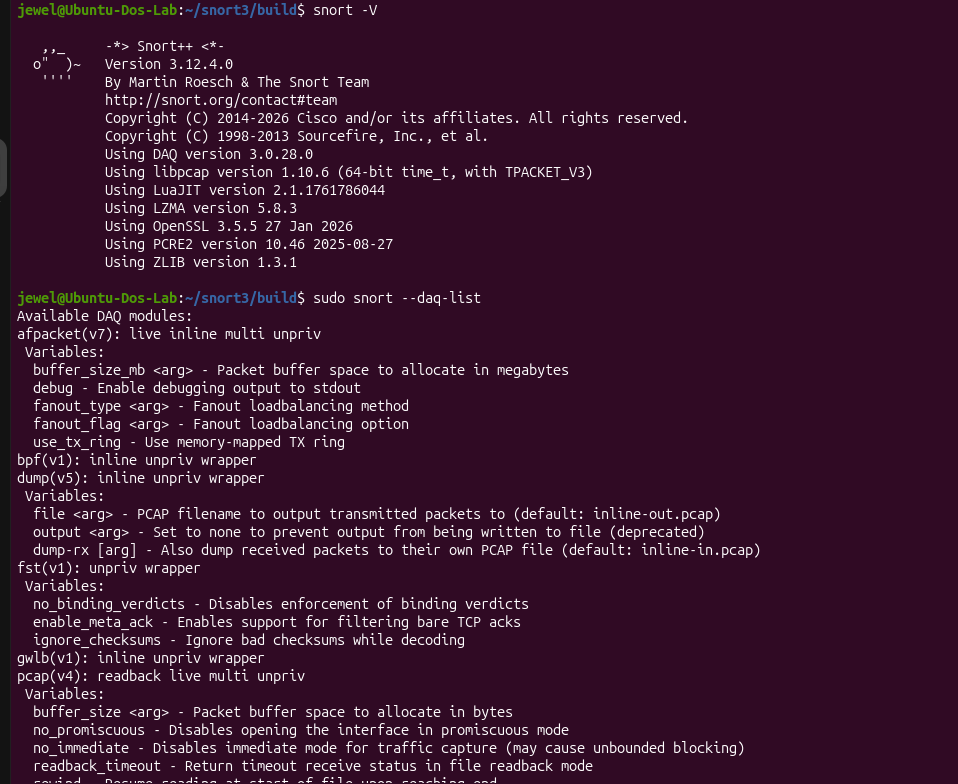 jewel@Ubuntu-Dos-Lab:~/snort3/build$ snort -V
   ,,_     -*> Snort++ <*-
  o"  )~   Version 3.12.4.0
   ''''    By Martin Roesch & The Snort Team
           http://snort.org/contact#team
           Copyright (C) 2014-2026 Cisco and/or its affiliates. All rights reserved.
           Copyright (C) 1998-2013 Sourcefire, Inc., et al.
           Using DAQ version 3.0.28.0
           Using libpcap version 1.10.6 (64-bit time_t, with TPACKET_V3)
           Using LuaJIT version 2.1.1761786044
           Using LZMA version 5.8.3
           Using OpenSSL 3.5.5 27 Jan 2026
           Using PCRE2 version 10.46 2025-08-27
           Using ZLIB version 1.3.1
jewel@Ubuntu-Dos-Lab:~/snort3/build$ sudo snort --daq-list
Available DAQ modules:
afpacket(v7): live inline multi unpriv
 Variables:
  buffer_size_mb <arg> - Packet buffer space to allocate in megabytes
  debug - Enable debugging output to stdout
  fanout_type <arg> - Fanout loadbalancing method
  fanout_flag <arg> - Fanout loadbalancing option
  use_tx_ring - Use memory-mapped TX ring
bpf(v1): inline unpriv wrapper
dump(v5): inline unpriv wrapper
 Variables:
  file <arg> - PCAP filename to output transmitted packets to (default: inline-out.pcap)
  output <arg> - Set to none to prevent output from being written to file (deprecated)
  dump-rx [arg] - Also dump received packets to their own PCAP file (default: inline-in.pcap)
fst(v1): unpriv wrapper
 Variables:
  no_binding_verdicts - Disables enforcement of binding verdicts
  enable_meta_ack - Enables support for filtering bare TCP acks
  ignore_checksums - Ignore bad checksums while decoding
gwlb(v1): inline unpriv wrapper
pcap(v4): readback live multi unpriv
 Variables:
  buffer_size <arg> - Packet buffer space to allocate in bytes
  no_promiscuous - Disables opening the interface in promiscuous mode
  no_immediate - Disables immediate mode for traffic capture (may cause unbounded blocking)
  readback_timeout - Return timeout receive status in file readback mode